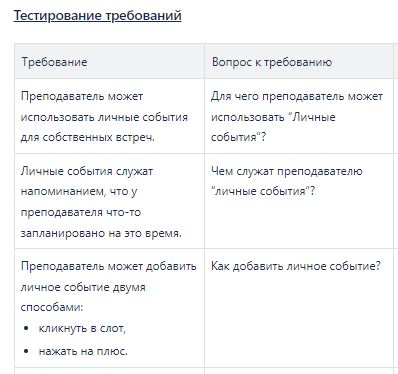 Тестирование требований
Требование
Вопрос к требованию
Преподаватель может
использовать личные события
для собственных встреч.
Для чего преподаватель может
использовать “Личные
события”?
Личные события служат
напоминанием, что у
преподавателя что-то
запланировано на это время.
Чем служат преподавателю
“личные события”?
Преподаватель может добавить
личное событие двумя
способами:
• кликнуть в слот,
• нажать на плюс.
Как добавить личное событие?